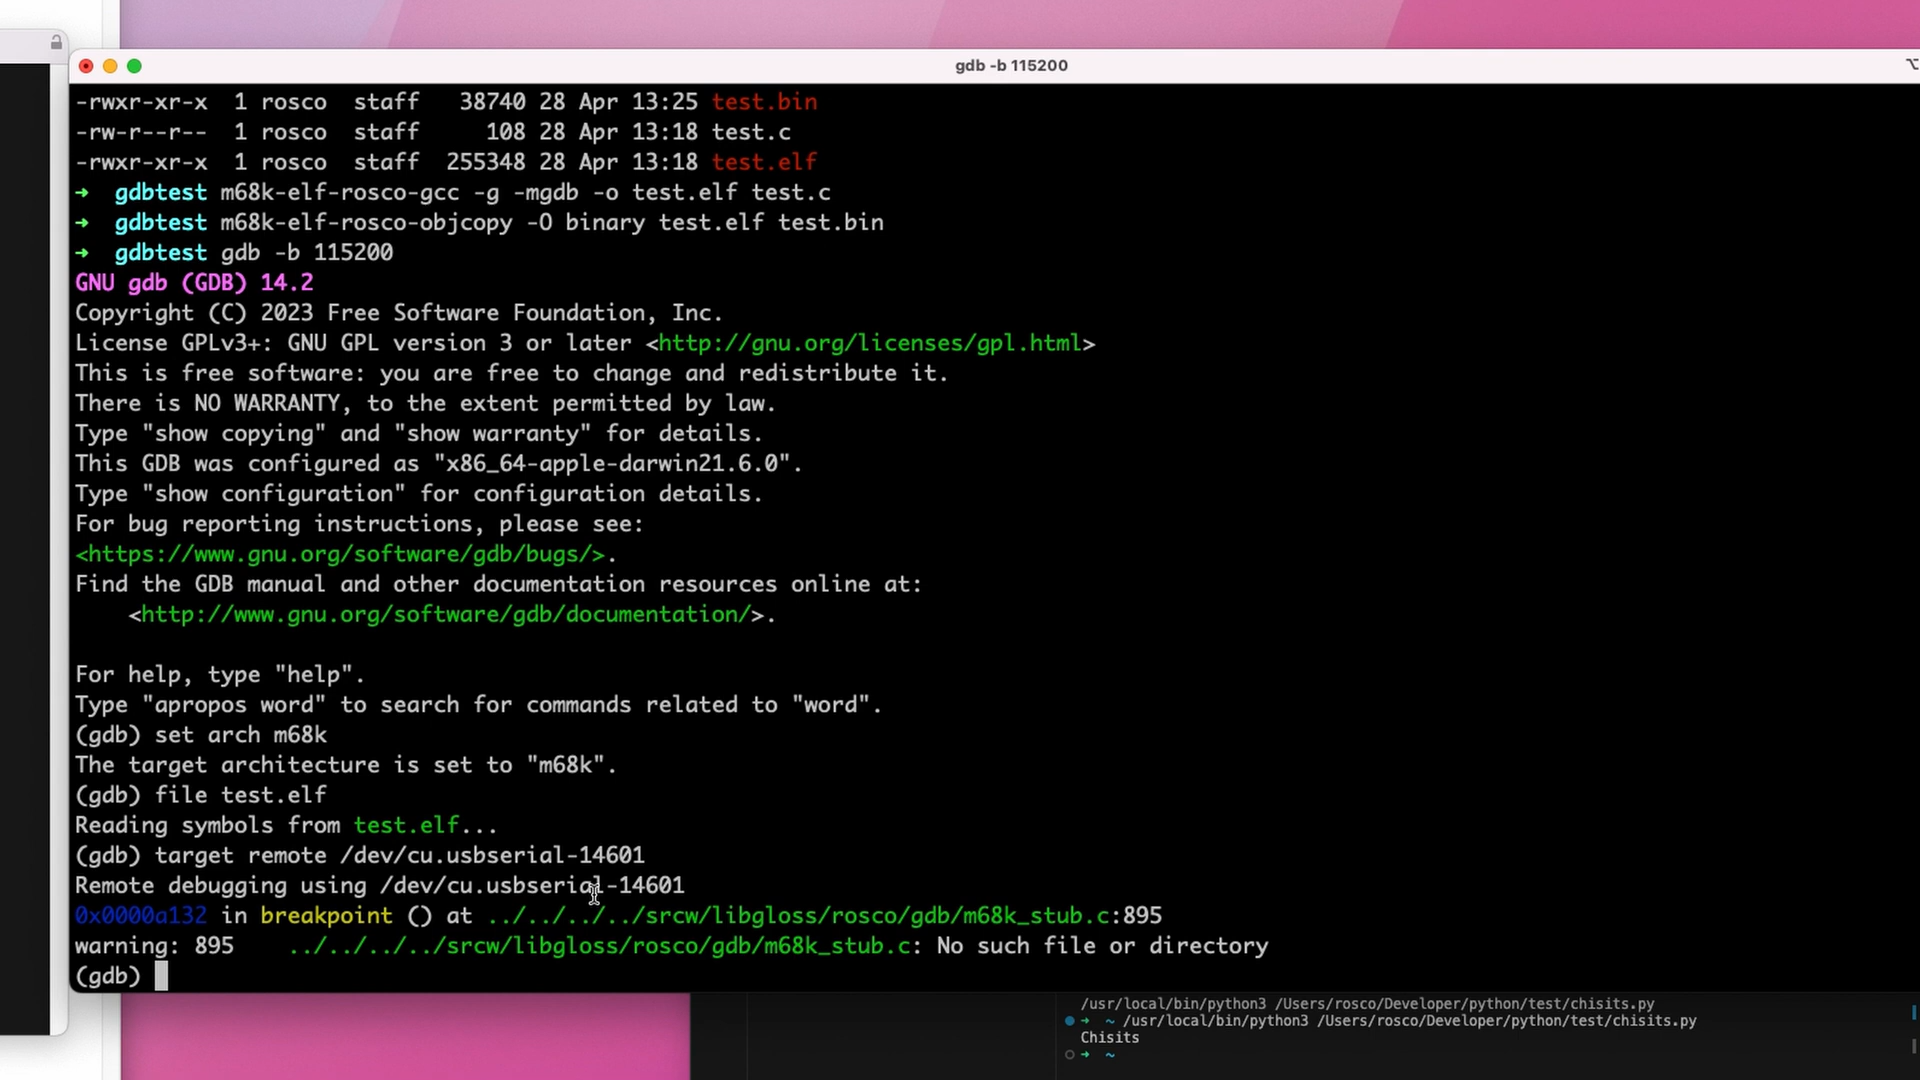 gdb -b 115200
-rwxr-xr-x 1 rosco staff 38740 28 Apr 13:25 test.bin
-rw-r--r-- 1 rosco staff 108 28 Apr 13:18 test.c
-rwxr-xr-x 1 rosco staff 255348 28 Apr 13:18 test.elf
➜ gdbtest m68k-elf-rosco-gcc -g -mgdb -o test.elf test.c
➜ gdbtest m68k-elf-rosco-objcopy -O binary test.elf test.bin
➜ gdbtest gdb -b 115200
GNU gdb (GDB) 14.2
Copyright (C) 2023 Free Software Foundation, Inc.
License GPLv3+: GNU GPL version 3 or later <http://gnu.org/licenses/gpl.html>
This is free software: you are free to change and redistribute it.
There is NO WARRANTY, to the extent permitted by law.
Type "show copying" and "show warranty" for details.
This GDB was configured as "x86_64-apple-darwin21.6.0".
Type "show configuration" for configuration details.
For bug reporting instructions, please see:
<https://www.gnu.org/software/gdb/bugs/>.
Find the GDB manual and other documentation resources online at:
<http://www.gnu.org/software/gdb/documentation/>.
For help, type "help".
Type "apropos word" to search for commands related to "word".
(gdb) set arch m68k
The target architecture is set to "m68k".
(gdb) file test.elf
Reading symbols from test.elf...
(gdb) target remote /dev/cu.usbserial-14601
Remote debugging using /dev/cu.usbserial-14601
0x0000a132 in breakpoint () at ../../../../srcw/libgloss/rosco/gdb/m68k_stub.c:895
warning: 895 ../../../../srcw/libgloss/rosco/gdb/m68k_stub.c: No such file or directory
(gdb)
/usr/local/bin/python3 /Users/rosco/Developer/python/test/chisits.py
➜ ~ /usr/local/bin/python3 /Users/rosco/Developer/python/test/chisits.py
Chisits
➜ ~